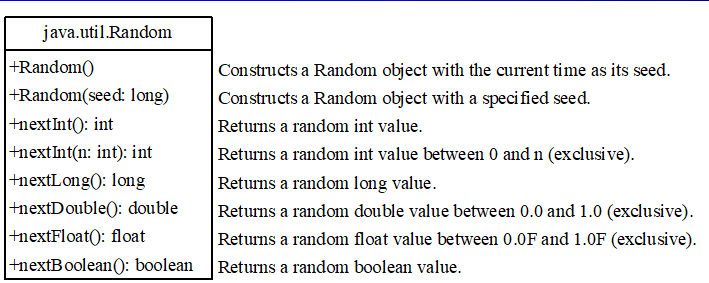 java.util.Random
+Random() Constructs a Random object with the current time as its seed.
+Random(seed: long) Constructs a Random object with a specified seed.
+nextInt(): int Returns a random int value.
+nextInt(n: int): int Returns a random int value between 0 and n (exclusive).
+nextLong(): long Returns a random long value.
+nextDouble(): double Returns a random double value between 0.0 and 1.0 (exclusive).
+nextFloat(): float Returns a random float value between 0.0F and 1.0F (exclusive).
+nextBoolean(): boolean Returns a random boolean value.